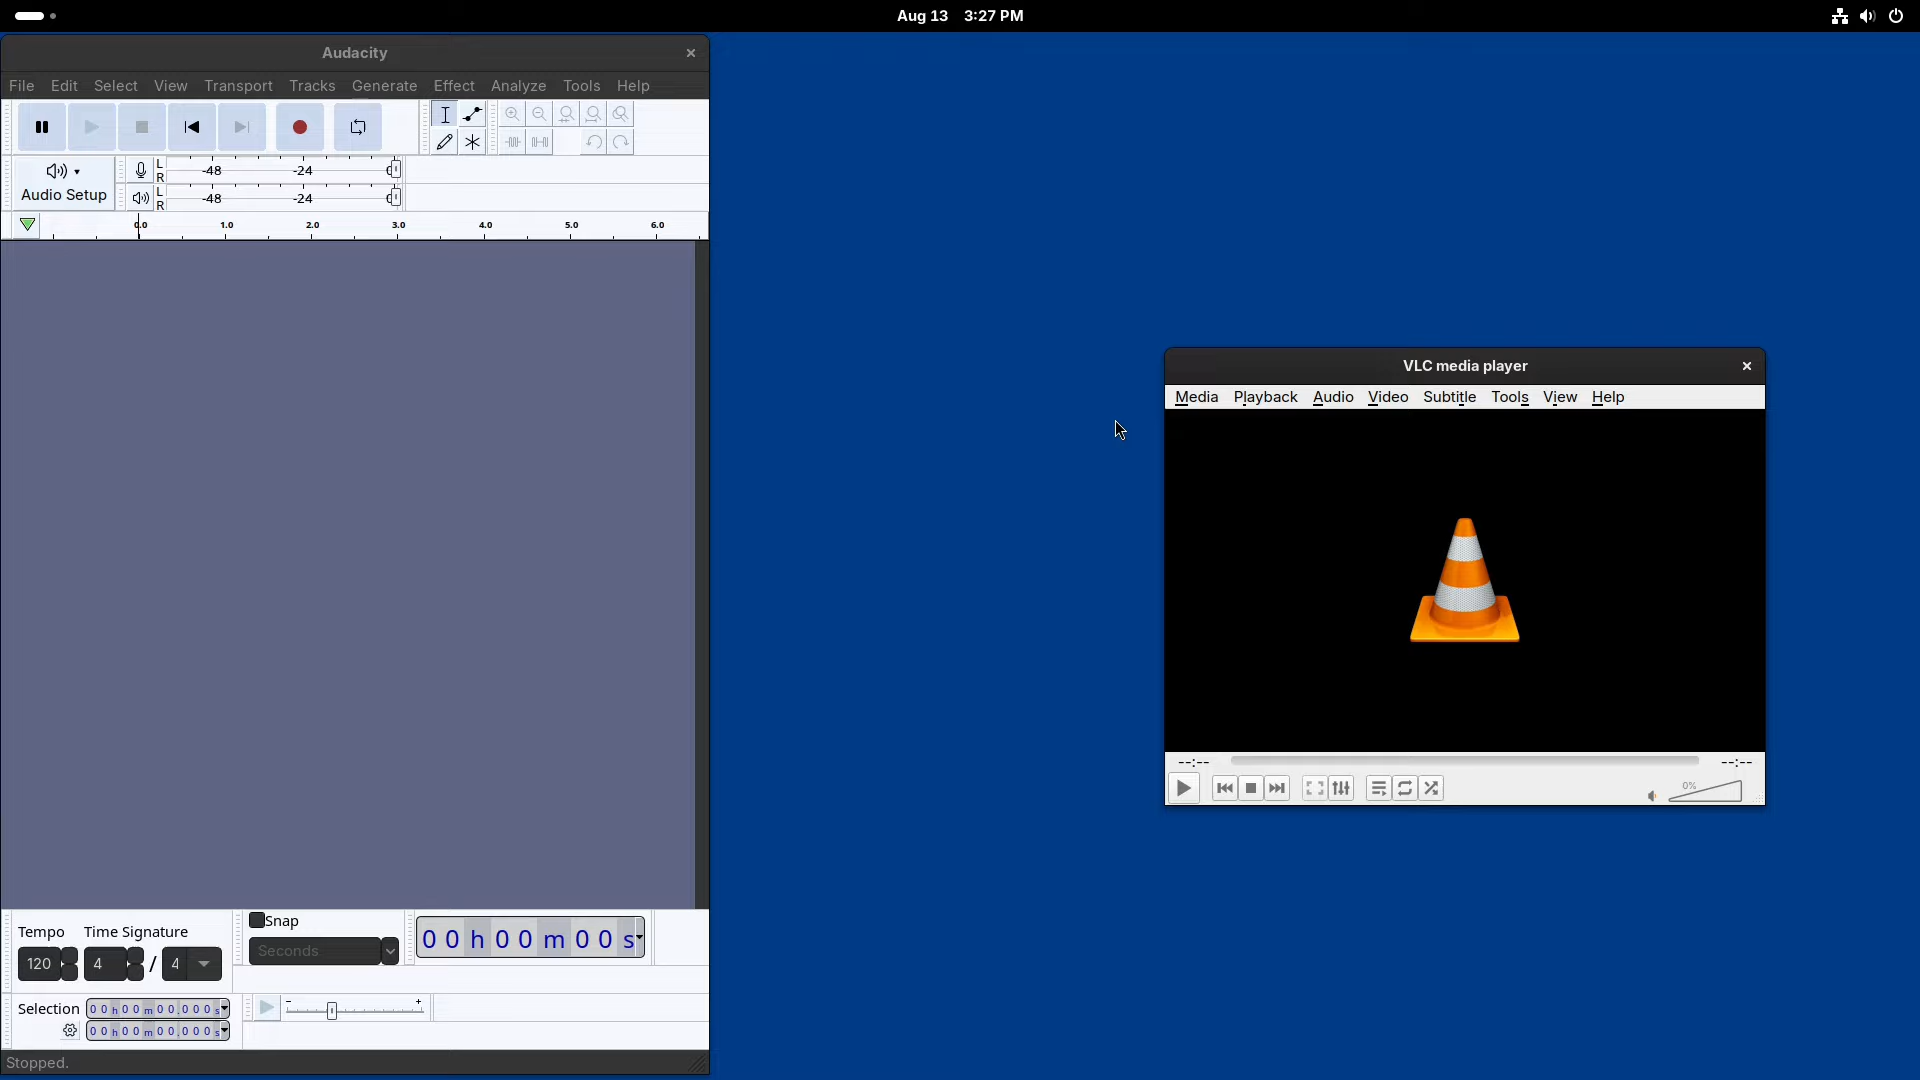 Aug 13 3:27 PM
Audacity
File Edit Select View Transport Tracks Generate Effect Analyze Tools Help
L
R
-48 -24 0
Audio Setup
L
R
-48 -24 0
0.0 1.0 2.0 3.0 4.0 5.0 6.0
VLC media player
Media Playback Audio Video Subtitle Tools View Help
--:-- --:--
0%
Snap
Tempo Time Signature
Seconds
00h00m00s
120 4 / 4
Selection 00h00m00.000s
00h00m00.000s
- +
Stopped.